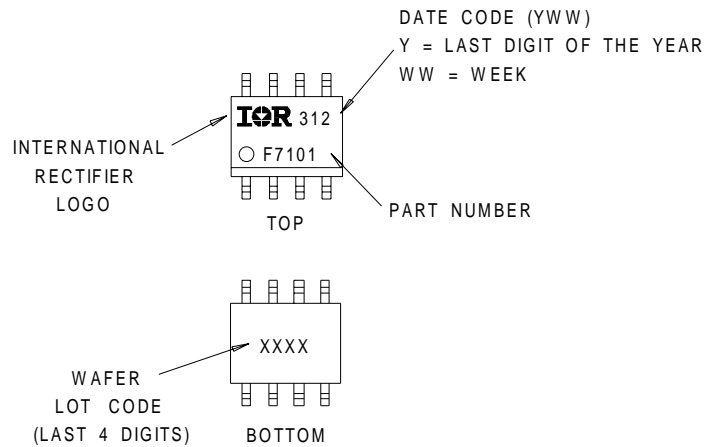 DATE CODE (YWW)
Y = LAST DIGIT OF THE YEAR
WW = WEEK
IOR 312
F7101
INTERNATIONAL
RECTIFIER
LOGO
PART NUMBER
TOP
XXXX
WAFER
LOT CODE
(LAST 4 DIGITS)
BOTTOM